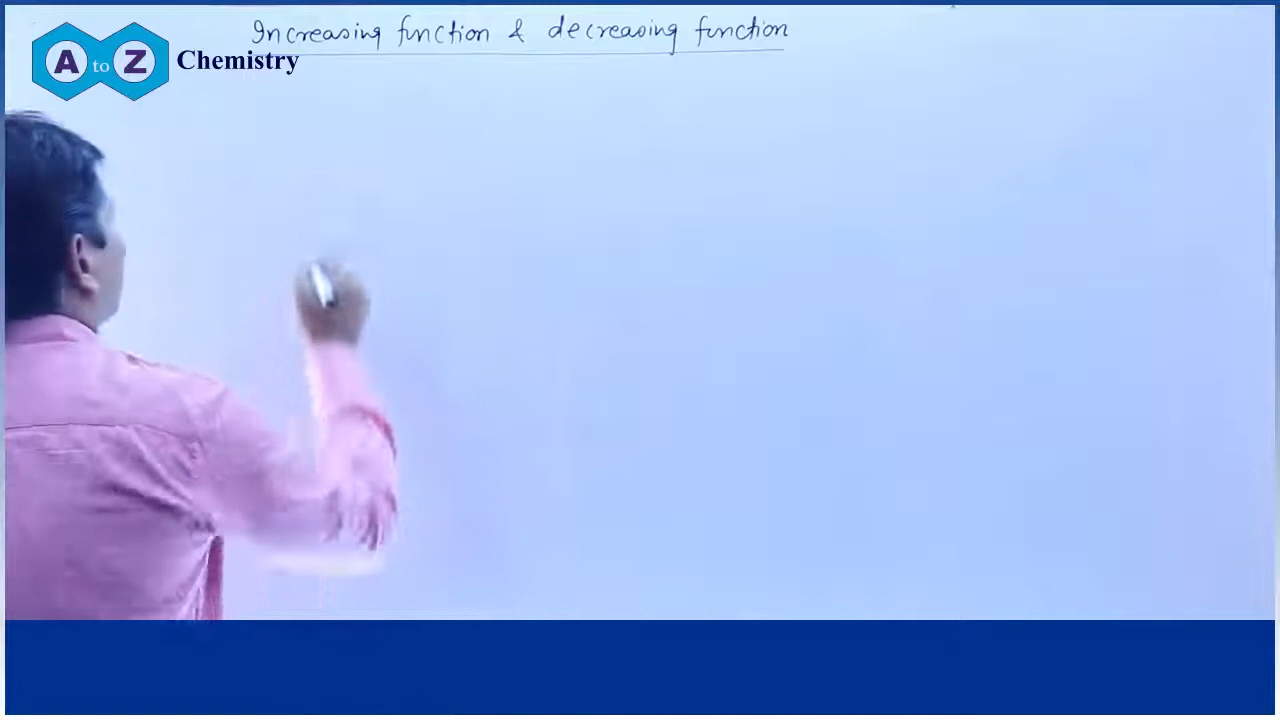 Increasing function & decreasing function
A to Z Chemistry